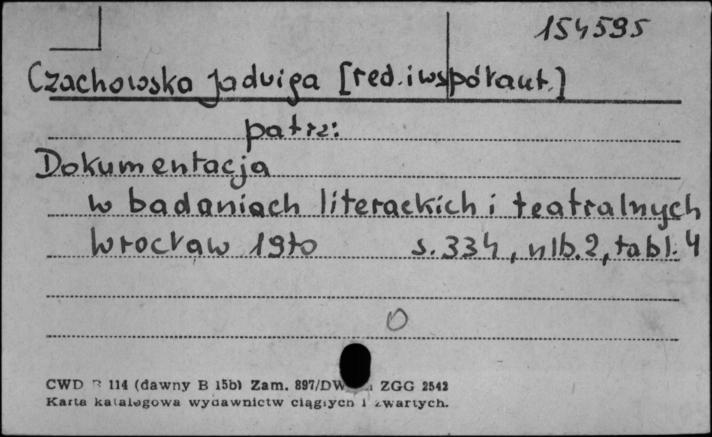 154595
Czachowska Jadwiga [red. i współaut.]
patrz:
Dokumentacja
w badaniach literackich i teatralnych
Wrocław 1970 s. 334, nlb. 2, tabl. 4
CWD B 114 (dawny B 15b) Zam. 897/DW ZGG 2542
Karta katalogowa wydawnictw ciągłych i zwartych.